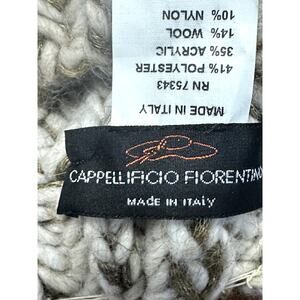 10% NYLON
14% WOOL
35% ACRYLIC
41% POLYESTER
RN 75343
MADE IN ITALY
CAPPELLIFICIO FIORENTINO
MADE IN ITALY